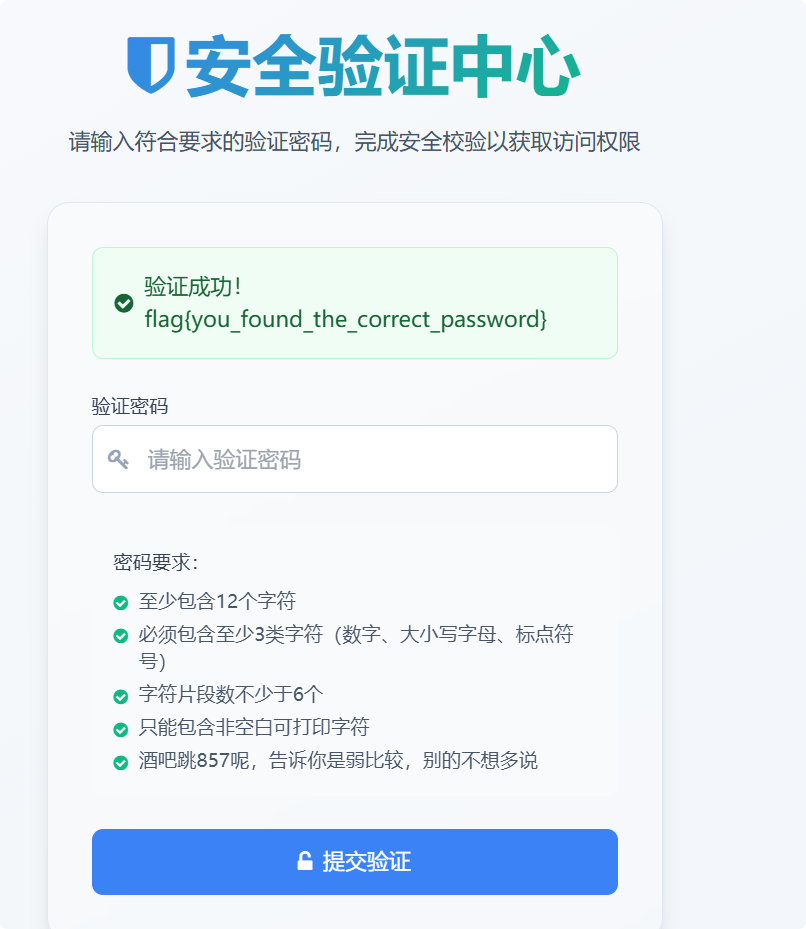 安全验证中心
请输入符合要求的验证密码，完成安全校验以获取访问权限
验证成功！
flag{you_found_the_correct_password}
验证密码
请输入验证密码
密码要求：
至少包含12个字符
必须包含至少3类字符（数字、大小写字母、标点符
号）
字符片段数不少于6个
只能包含非空白可打印字符
酒吧跳857呢，告诉你是弱比较，别的不想多说
提交验证